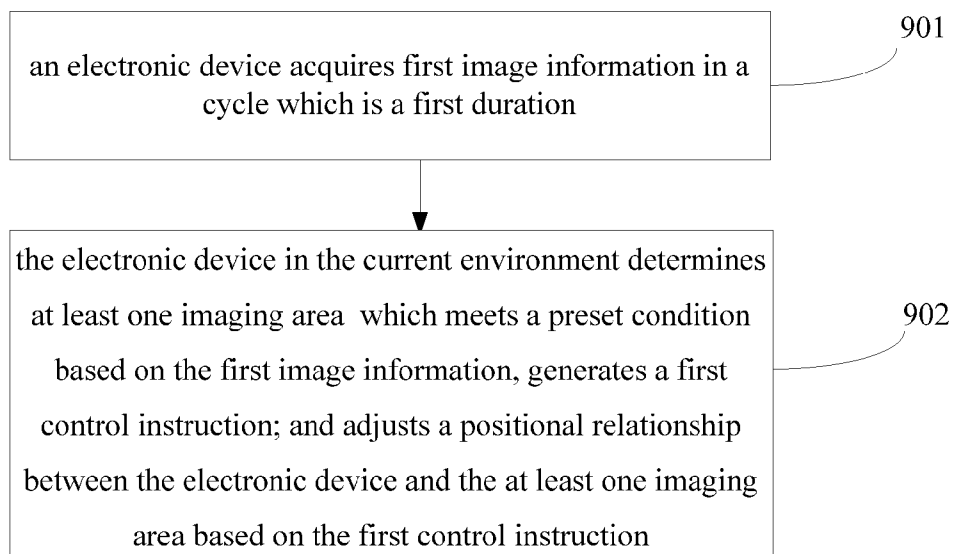 901
an electronic device acquires first image information in a
cycle which is a first duration
the electronic device in the current environment determines
at least one imaging area which meets a preset condition
902
based on the first image information, generates a first
control instruction; and adjusts a positional relationship
between the electronic device and the at least one imaging
area based on the first control instruction